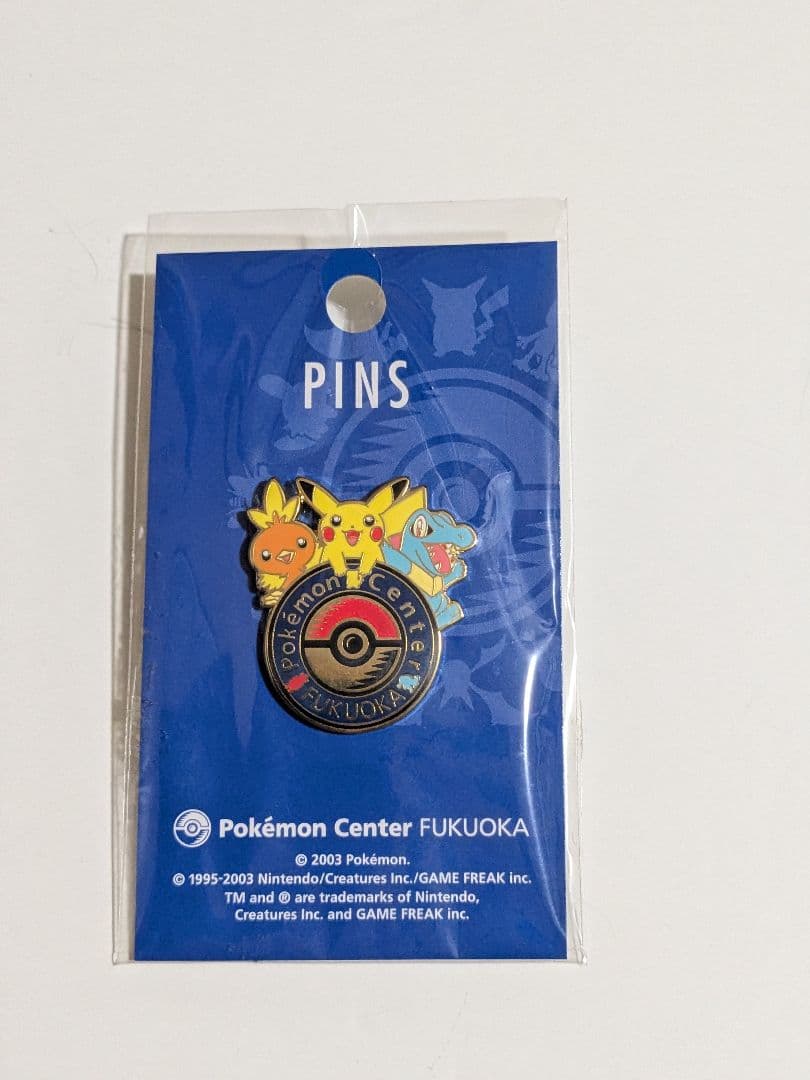 PINS
Pokémon Center
FUKUOKA
Pokémon Center FUKUOKA
© 2003 Pokémon.
© 1995-2003 Nintendo/Creatures Inc./GAME FREAK inc.
TM and ® are trademarks of Nintendo,
Creatures Inc. and GAME FREAK inc.